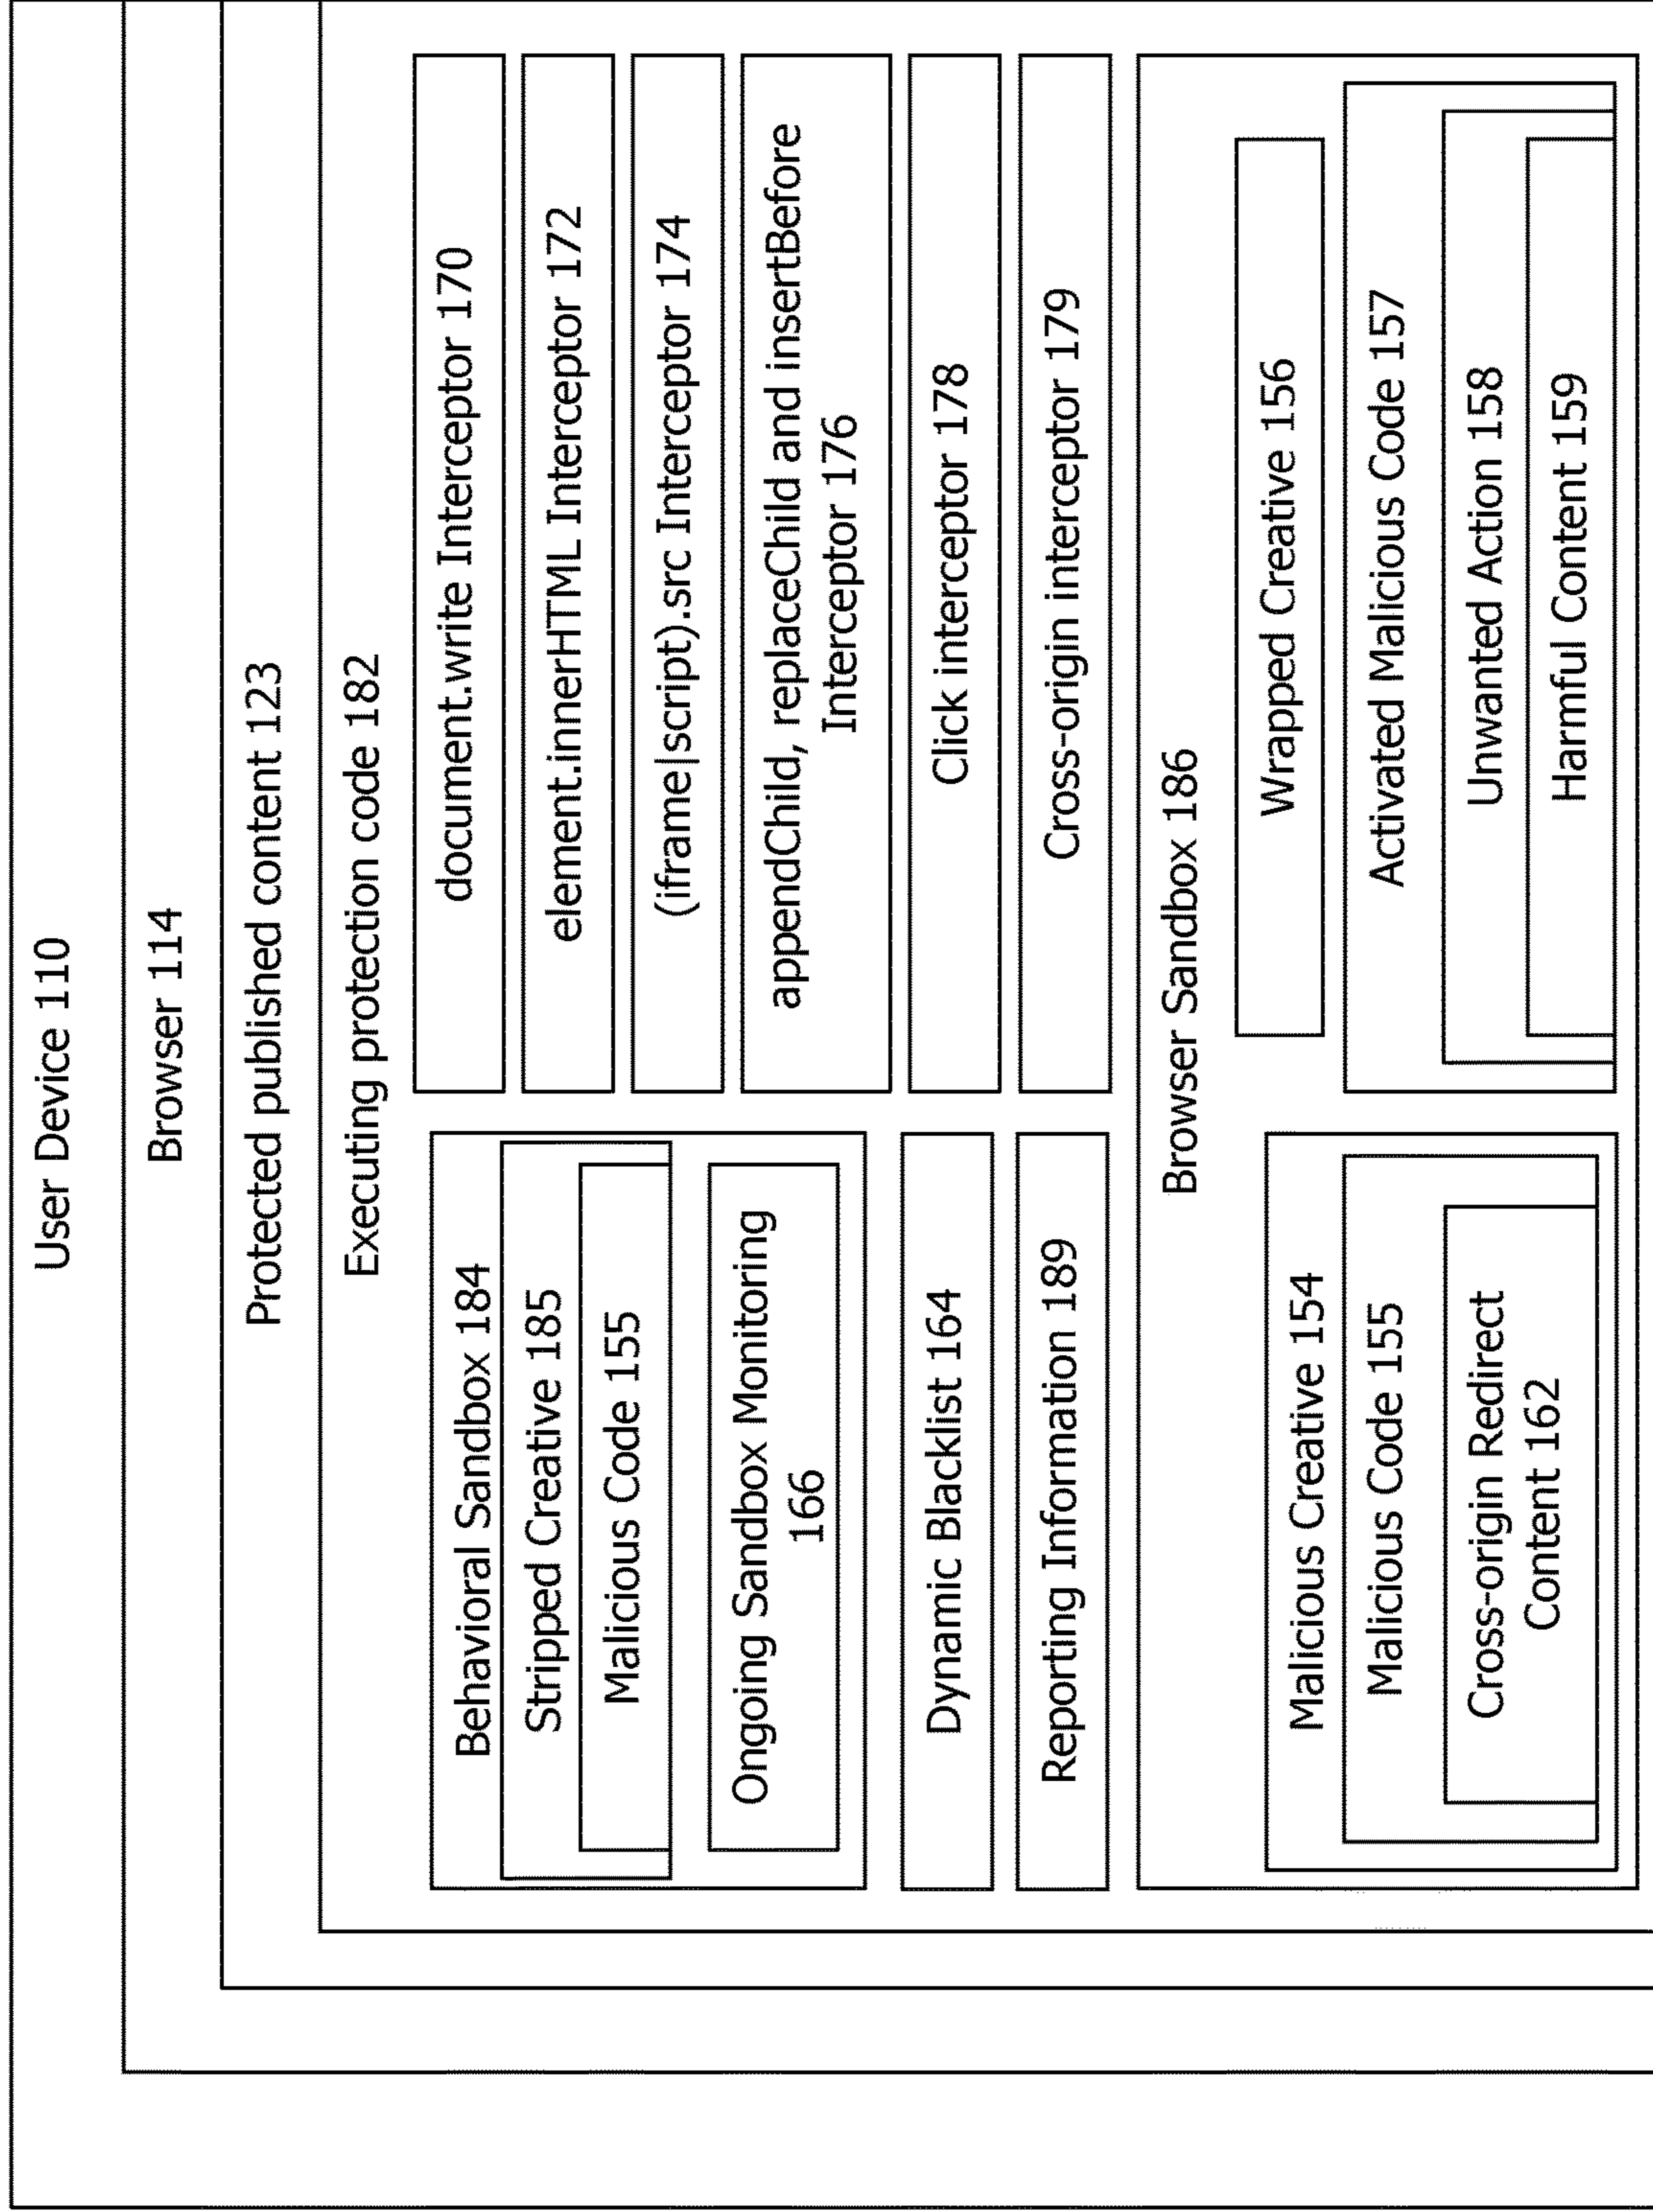 User Device 110
Browser 114
Protected published content 123
Executing protection code 182
Behavioral Sandbox 184
Stripped Creative 185
Malicious Code 155
Ongoing Sandbox Monitoring
166
Dynamic Blacklist 164
Reporting Information 189
document.write Interceptor 170
element.innerHTML Interceptor 172
(iframe|script).src Interceptor 174
appendChild, replaceChild and insertBefore
Interceptor 176
Click interceptor 178
Cross-origin interceptor 179
Browser Sandbox 186
Malicious Creative 154
Malicious Code 155
Cross-origin Redirect
Content 162
Wrapped Creative 156
Activated Malicious Code 157
Unwanted Action 158
Harmful Content 159